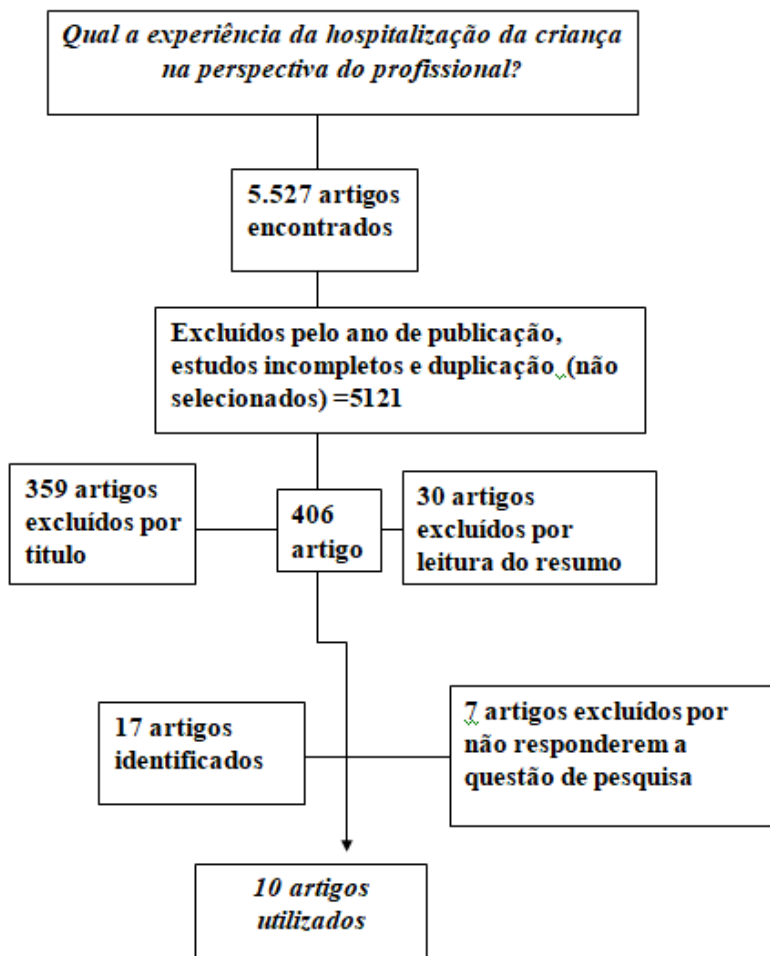 Qual a experiência da hospitalização da criança
na perspectiva do profissional?
5.527 artigos
encontrados
Excluídos pelo ano de publicação,
estudos incompletos e duplicação (não
selecionados) =5121
359 artigos
excluídos por
titulo
406
artigo
30 artigos
excluídos por
leitura do resumo
17 artigos
identificados
7 artigos excluídos por
não responderem a
questão de pesquisa
10 artigos
utilizados